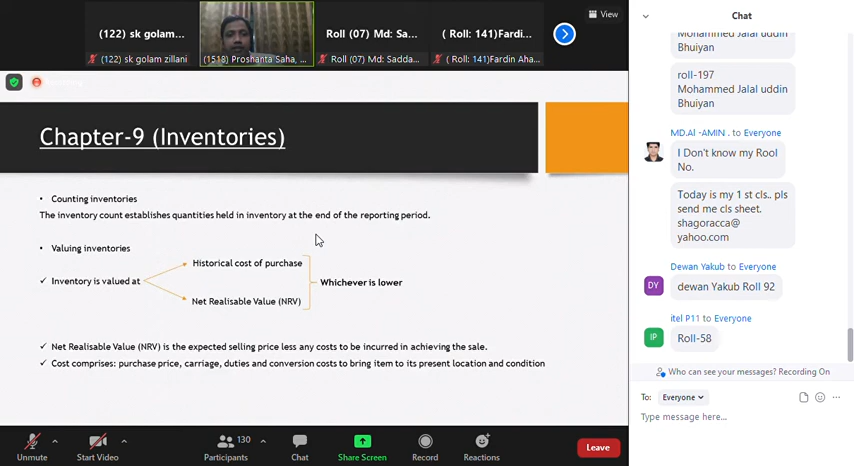 (122) sk golam...
Roll (07) Md: Sa...
( Roll: 141)Fardin...
View
(122) sk golam zillani
(1518) Proshanta Saha, ...
Roll (07) Md: Sadda...
( Roll: 141)Fardin Aha...
Chapter-9 (Inventories)
• Counting inventories
The inventory count establishes quantities held in inventory at the end of the reporting period.
• Valuing inventories
✓ Inventory is valued at
Historical cost of purchase
Net Realisable Value (NRV)
Whichever is lower
✓ Net Realisable Value (NRV) is the expected selling price less any costs to be incurred in achieving the sale.
✓ Cost comprises: purchase price, carriage, duties and conversion costs to bring item to its present location and condition
Unmute
Start Video
130
Participants
Chat
Share Screen
Record
Reactions
Leave
Chat
Mohammed Jalal uddin
Bhuiyan
roll-197
Mohammed Jalal uddin
Bhuiyan
MD.Al -AMIN . to Everyone
I Don't know my Rool
No.
Today is my 1 st cls.. pls
send me cls sheet.
shagoracca@
yahoo.com
Dewan Yakub to Everyone
DY
dewan Yakub Roll 92
itel P11 to Everyone
IP
Roll-58
Who can see your messages? Recording On
To: Everyone
Type message here...